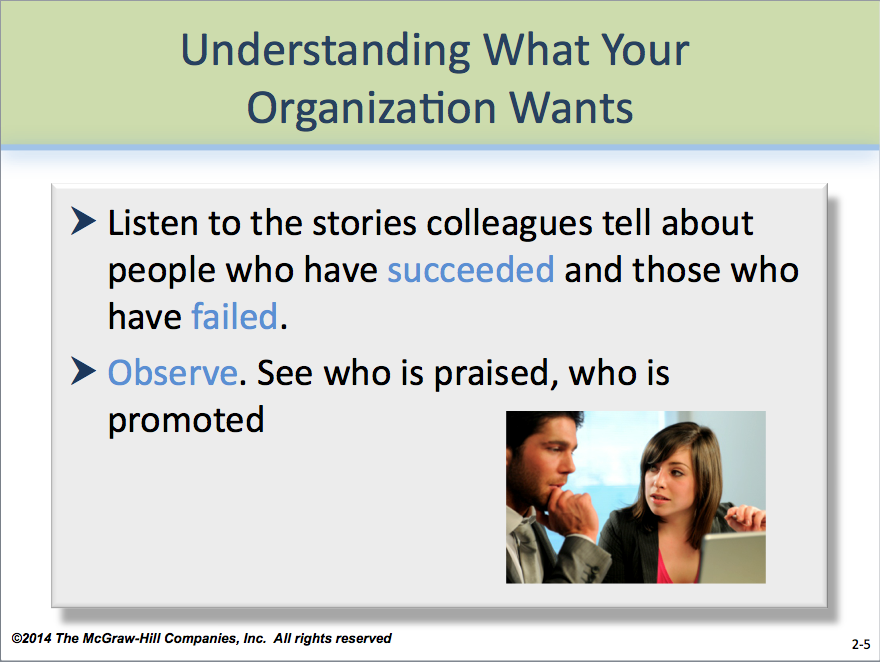 Understanding What Your
Organization Wants
➤ Listen to the stories colleagues tell about
people who have succeeded and those who
have failed.
➤ Observe. See who is praised, who is
promoted
©2014 The McGraw-Hill Companies, Inc.  All rights reserved
2-5